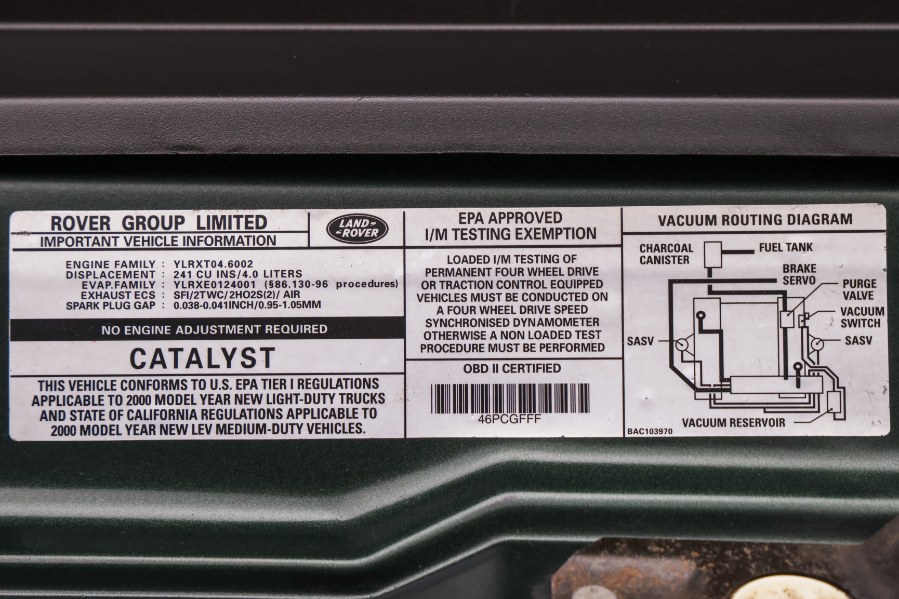 ROVER GROUP LIMITED
IMPORTANT VEHICLE INFORMATION
LAND-
-ROVER
ENGINE FAMILY : YLRXT04.6002
DISPLACEMENT : 241 CU INS/4.0 LITERS
EVAP.FAMILY : YLRXE0124001 (§86.130-96 procedures)
EXHAUST ECS : SFI/2TWC/2HO2S(2)/ AIR
SPARK PLUG GAP : 0.038-0.041INCH/0.95-1.05MM
NO ENGINE ADJUSTMENT REQUIRED
CATALYST
THIS VEHICLE CONFORMS TO U.S. EPA TIER I REGULATIONS
APPLICABLE TO 2000 MODEL YEAR NEW LIGHT-DUTY TRUCKS
AND STATE OF CALIFORNIA REGULATIONS APPLICABLE TO
2000 MODEL YEAR NEW LEV MEDIUM-DUTY VEHICLES.
EPA APPROVED
I/M TESTING EXEMPTION
LOADED I/M TESTING OF
PERMANENT FOUR WHEEL DRIVE
OR TRACTION CONTROL EQUIPPED
VEHICLES MUST BE CONDUCTED ON
A FOUR WHEEL DRIVE SPEED
SYNCHRONISED DYNAMOMETER
OTHERWISE A NON LOADED TEST
PROCEDURE MUST BE PERFORMED
OBD II CERTIFIED
46PCGFFF
VACUUM ROUTING DIAGRAM
CHARCOAL
CANISTER
FUEL TANK
BRAKE
SERVO
PURGE
VALVE
VACUUM
SWITCH
SASV
SASV
VACUUM RESERVOIR
BAC103970